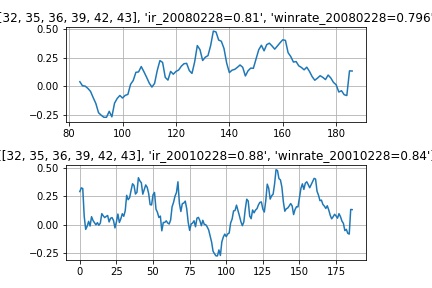 [32, 35, 36, 39, 42, 43], 'ir_20080228=0.81', 'winrate_20080228=0.796'
0.50
0.25
0.00
−0.25
80 100 120 140 160 180
[[32, 35, 36, 39, 42, 43], 'ir_20010228=0.88', 'winrate_20010228=0.84']
0.50
0.25
0.00
−0.25
0 25 50 75 100 125 150 175